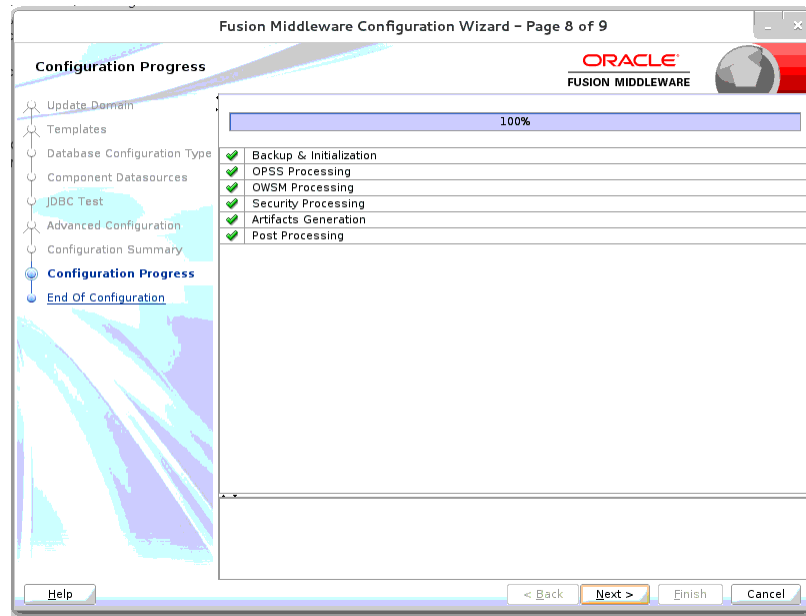 Fusion Middleware Configuration Wizard - Page 8 of 9
Configuration Progress
ORACLE
FUSION MIDDLEWARE
Update Domain
Templates
Database Configuration Type
Component Datasources
JDBC Test
Advanced Configuration
Configuration Summary
Configuration Progress
End Of Configuration
100%
Backup & Initialization
OPSS Processing
OWSM Processing
Security Processing
Artifacts Generation
Post Processing
Help
< Back
Next >
Finish
Cancel